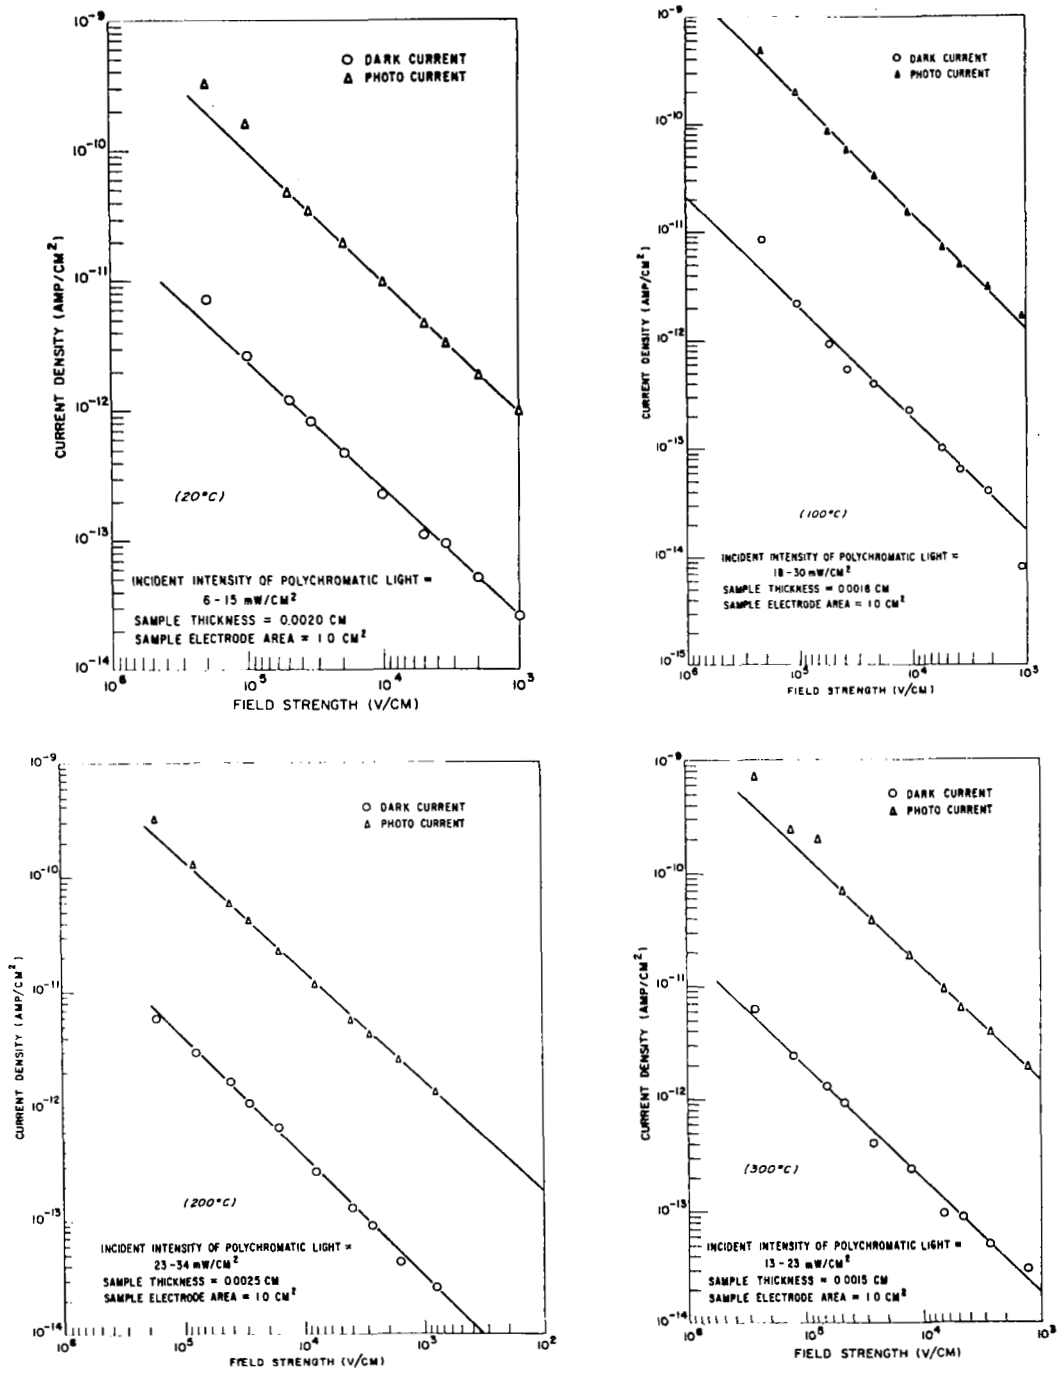 10⁻⁹
10⁻¹⁰
10⁻¹¹
10⁻¹²
10⁻¹³
10⁻¹⁴
CURRENT DENSITY (AMP/CM²)
○ DARK CURRENT
△ PHOTO CURRENT
(20°C)
INCIDENT INTENSITY OF POLYCHROMATIC LIGHT =
6-15 mW/CM²
SAMPLE THICKNESS = 0.0020 CM
SAMPLE ELECTRODE AREA = 1 0 CM²
10⁶ 10⁵ 10⁴ 10³
FIELD STRENGTH (V/CM)
10⁻⁹
10⁻¹⁰
10⁻¹¹
10⁻¹²
10⁻¹³
10⁻¹⁴
10⁻¹⁵
CURRENT DENSITY (AMP/CM²)
○ DARK CURRENT
▲ PHOTO CURRENT
(100°C)
INCIDENT INTENSITY OF POLYCHROMATIC LIGHT =
18-30 mW/CM²
SAMPLE THICKNESS = 0 0018 CM
SAMPLE ELECTRODE AREA = 1 0 CM²
10⁶ 10⁵ 10⁴ 10³
FIELD STRENGTH (V/CM)
10⁻⁹
10⁻¹⁰
10⁻¹¹
10⁻¹²
10⁻¹³
10⁻¹⁴
CURRENT DENSITY (AMP/CM²)
○ DARK CURRENT
△ PHOTO CURRENT
(200°C)
INCIDENT INTENSITY OF POLYCHROMATIC LIGHT =
23-34 mW/CM²
SAMPLE THICKNESS = 0 0025 CM
SAMPLE ELECTRODE AREA = 1 0 CM²
10⁶ 10⁵ 10⁴ 10³ 10²
FIELD STRENGTH (V/CM)
10⁻⁹
10⁻¹⁰
10⁻¹¹
10⁻¹²
10⁻¹³
10⁻¹⁴
CURRENT DENSITY (AMP/CM²)
○ DARK CURRENT
△ PHOTO CURRENT
(300°C)
INCIDENT INTENSITY OF POLYCHROMATIC LIGHT =
13-23 mW/CM²
SAMPLE THICKNESS = 0 0015 CM
SAMPLE ELECTRODE AREA = 1 0 CM²
10⁶ 10⁵ 10⁴ 10³
FIELD STRENGTH (V/CM)